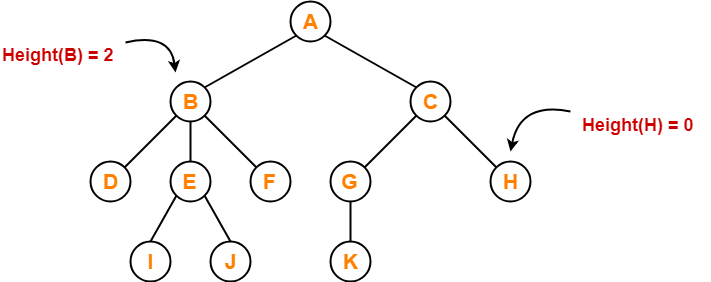 A
Height(B) = 2
B
C
Height(H) = 0
D
E
F
G
H
I
J
K